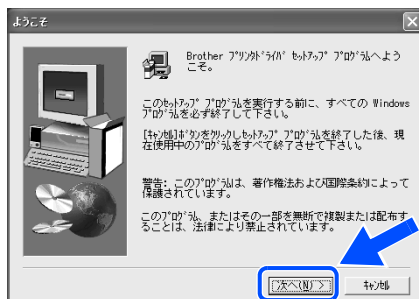 ようこそ
Brother ﾌﾟﾘﾝﾀﾄﾞﾗｲﾊﾞ ｾｯﾄｱｯﾌﾟ ﾌﾟﾛｸﾞﾗﾑへよう
こそ。
このｾｯﾄｱｯﾌﾟ ﾌﾟﾛｸﾞﾗﾑを実行する前に、すべての Windows
ﾌﾟﾛｸﾞﾗﾑを必ず終了して下さい。
[ｷｬﾝｾﾙ]ﾎﾞﾀﾝをｸﾘｯｸしｾｯﾄｱｯﾌﾟ ﾌﾟﾛｸﾞﾗﾑを終了した後、現
在使用中のﾌﾟﾛｸﾞﾗﾑをすべて終了させて下さい。
警告: このﾌﾟﾛｸﾞﾗﾑは、著作権法および国際条約によって
保護されています。
このﾌﾟﾛｸﾞﾗﾑ、またはその一部を無断で複製または配布す
ることは、法律により禁止されています。
次へ(N) >
ｷｬﾝｾﾙ